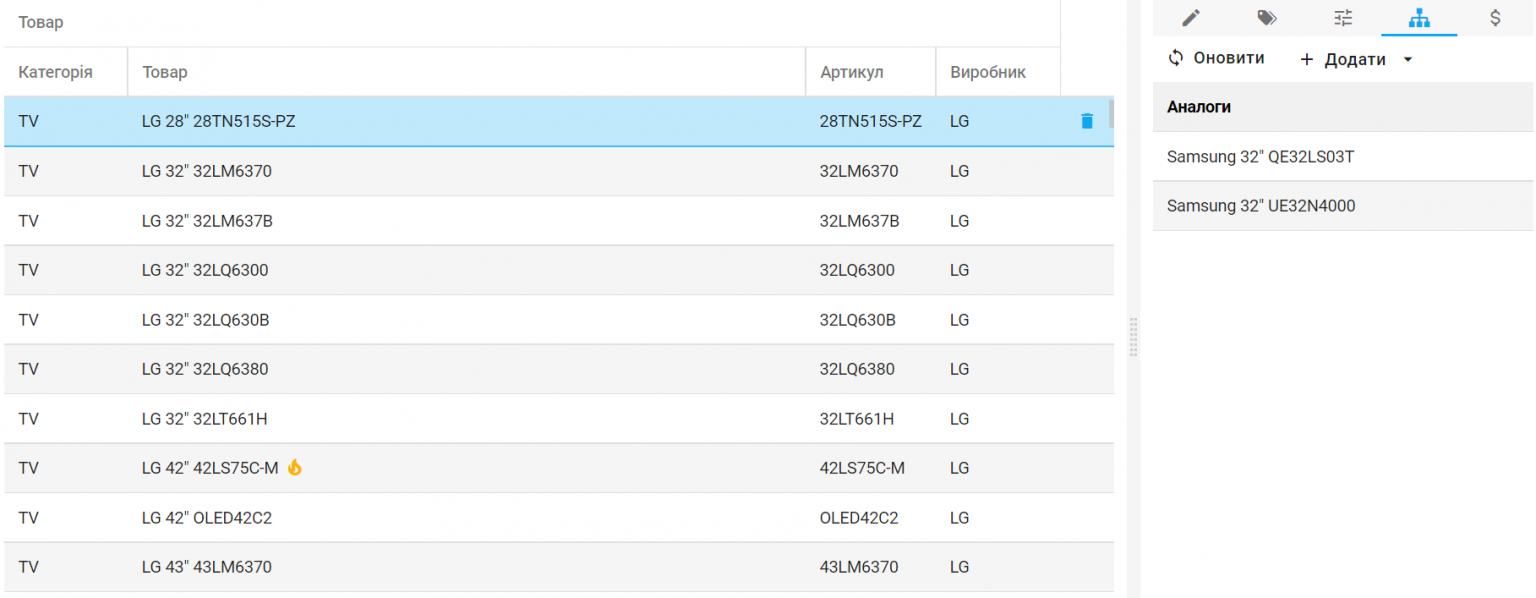 Товар
Категорія Товар Артикул Виробник
TV LG 28" 28TN515S-PZ 28TN515S-PZ LG
TV LG 32" 32LM6370 32LM6370 LG
TV LG 32" 32LM637B 32LM637B LG
TV LG 32" 32LQ6300 32LQ6300 LG
TV LG 32" 32LQ630B 32LQ630B LG
TV LG 32" 32LQ6380 32LQ6380 LG
TV LG 32" 32LT661H 32LT661H LG
TV LG 42" 42LS75C-M 42LS75C-M LG
TV LG 42" OLED42C2 OLED42C2 LG
TV LG 43" 43LM6370 43LM6370 LG
Оновити + Додати
Аналоги
Samsung 32" QE32LS03T
Samsung 32" UE32N4000